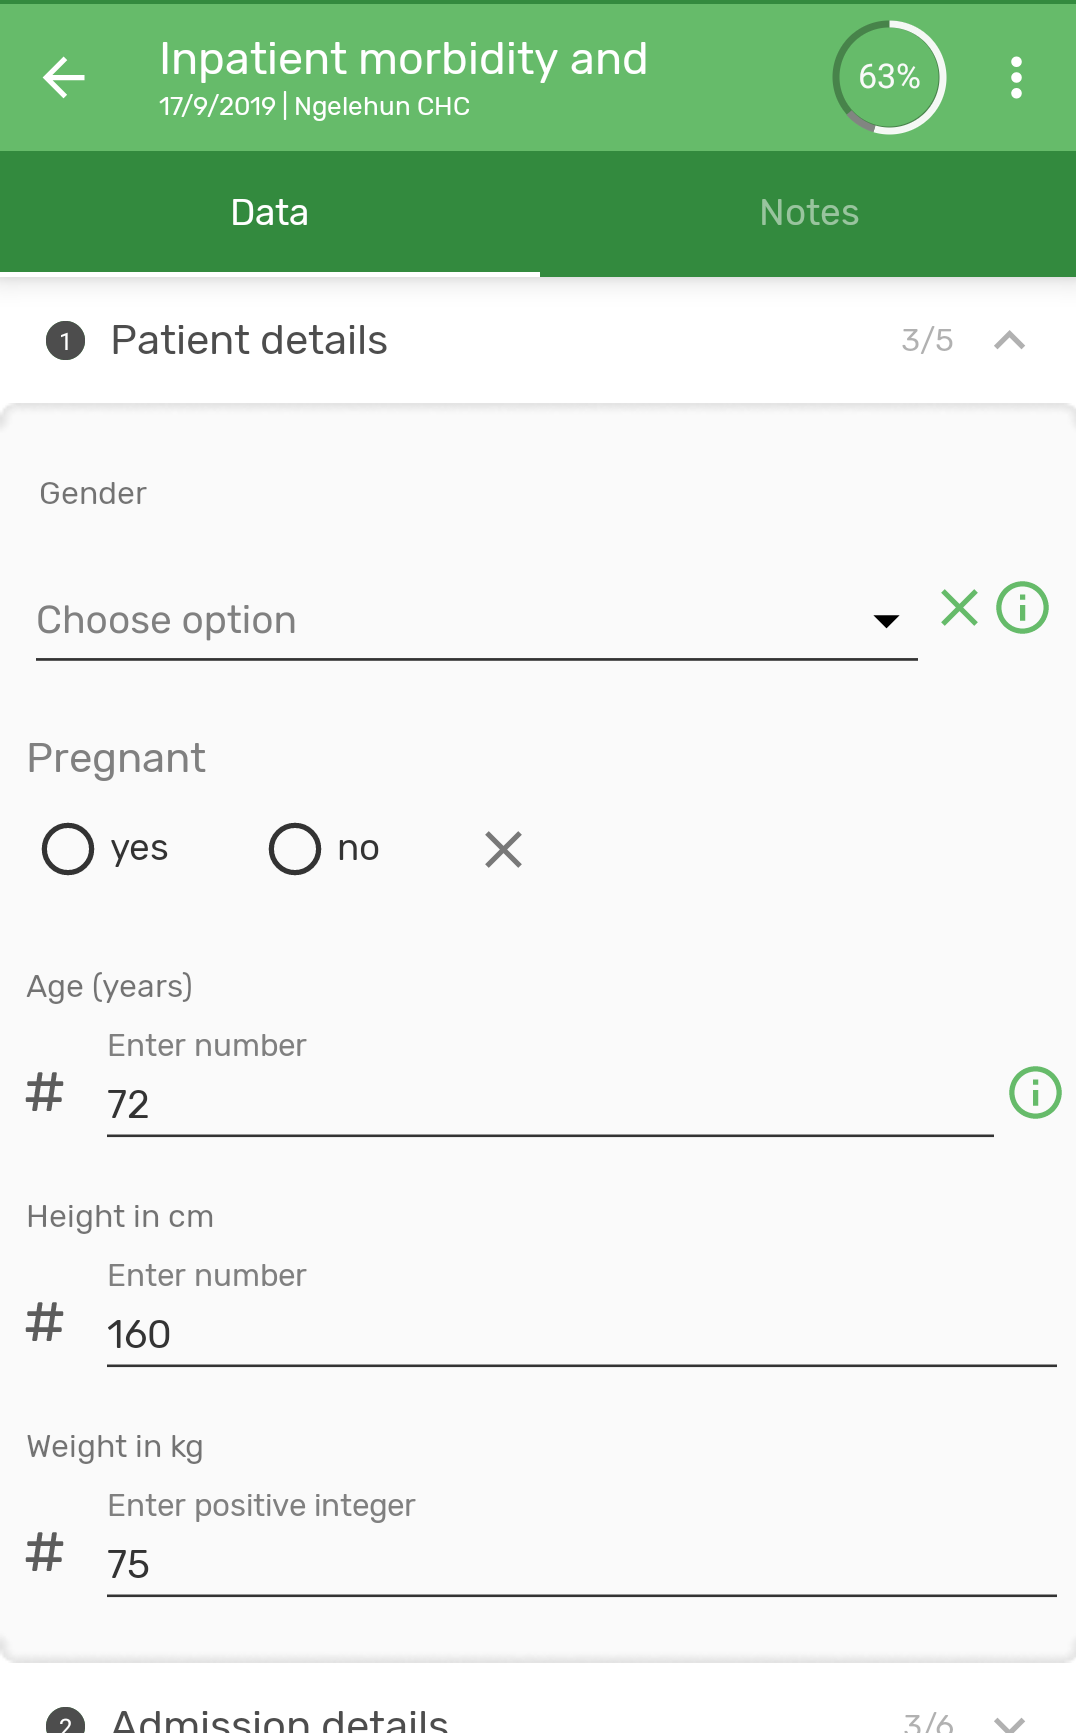 Inpatient morbidity and
17/9/2019 | Ngelehun CHC
63%
Data
Notes
1 Patient details 3/5
Gender
Choose option
Pregnant
yes no
Age (years)
Enter number
# 72
Height in cm
Enter number
# 160
Weight in kg
Enter positive integer
# 75
2 Admission details 3/6